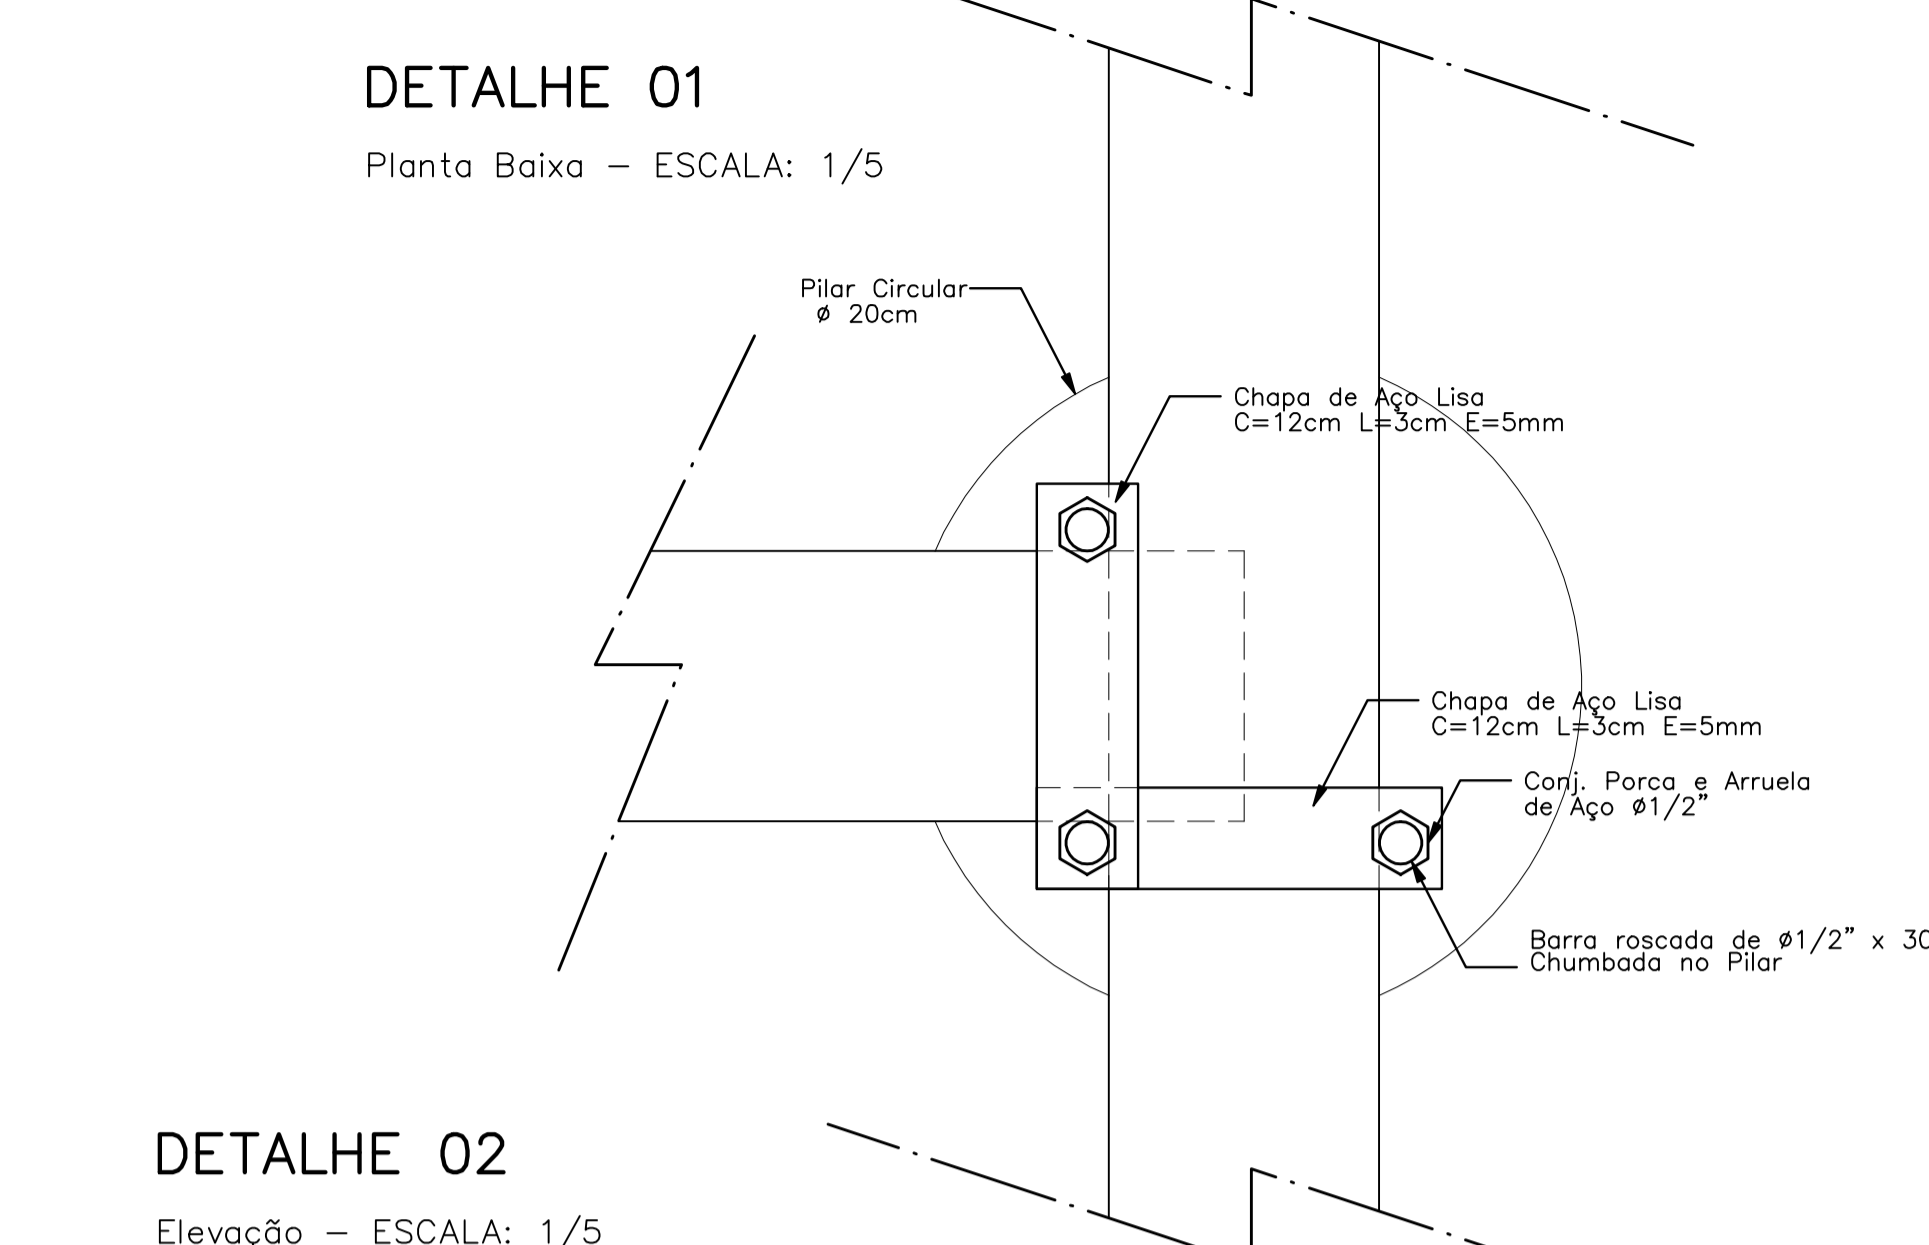 DETALHE 01
Planta Baixa – ESCALA: 1/5
Pilar Circular
ø 20cm
Chapa de Aço Lisa
C=12cm L=3cm E=5mm
Chapa de Aço Lisa
C=12cm L=3cm E=5mm
Conj. Porca e Arruela
de Aço ø1/2”
Barra roscada de ø1/2” x 30
Chumbada no Pilar
DETALHE 02
Elevação – ESCALA: 1/5